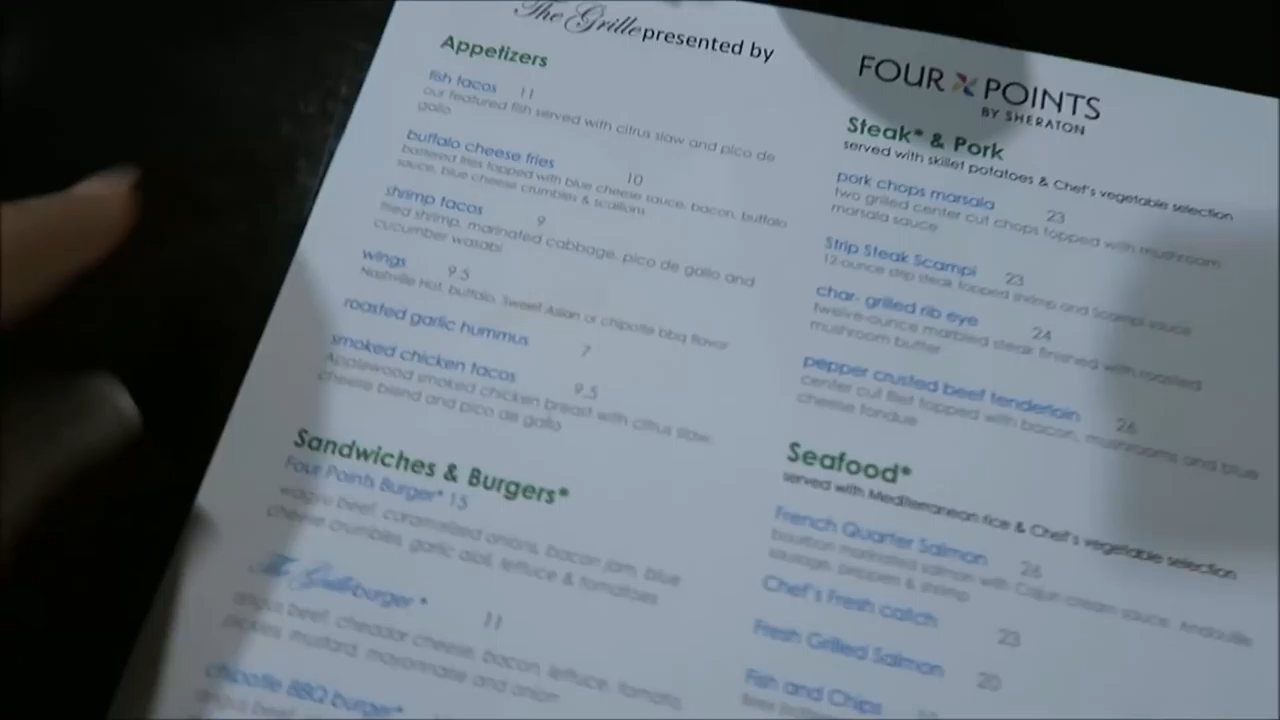 The Grille presented by
FOUR POINTS
BY SHERATON
Appetizers
fish tacos 11
our featured fish served with citrus slaw and pico de
gallo
buffalo cheese fries 10
battered fries topped with blue cheese sauce, bacon, buffalo
sauce, blue cheese crumbles & scallions
shrimp tacos 9
fried shrimp, marinated cabbage, pico de gallo and
cucumber wasabi
wings 9.5
Nashville Hot, buffalo, Sweet Asian or chipotle bbq flavor
roasted garlic hummus 7
smoked chicken tacos 9.5
Applewood smoked chicken breast with citrus slaw,
cheese blend and pico de gallo
Sandwiches & Burgers*
Four Points Burger* 15
wagyu beef, caramelized onions, bacon jam, blue
cheese crumbles, garlic aioli, lettuce & tomatoes
The Grille burger* 11
angus beef, cheddar cheese, bacon, lettuce, tomato,
pickles, mustard, mayonnaise and onion
chipotle BBQ burger*
angus beef
Steak* & Pork
served with skillet potatoes & Chef's vegetable selection
pork chops marsala 23
two grilled center cut chops topped with mushroom
marsala sauce
Strip Steak Scampi 23
12-ounce strip steak topped shrimp and Scampi sauce
char- grilled rib eye 24
twelve-ounce marbled steak finished with roasted
mushroom butter
pepper crusted beef tenderloin 26
center cut filet topped with bacon, mushrooms and blue
cheese fondue
Seafood*
served with Mediterranean rice & Chef's vegetable selection
French Quarter Salmon 26
bourbon marinated salmon with Cajun cream sauce, Andouille
sausage, peppers & shrimp
Chef's Fresh catch 23
Fresh Grilled Salmon 20
Fish and Chips